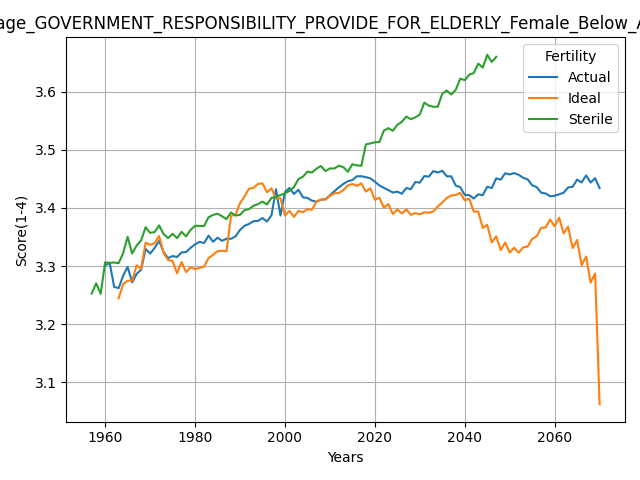 age_GOVERNMENT_RESPONSIBILITY_PROVIDE_FOR_ELDERLY_Female_Below_A
Fertility
Actual
Ideal
Sterile
3.6
3.5
3.4
3.3
3.2
3.1
Score(1-4)
1960 1980 2000 2020 2040 2060
Years